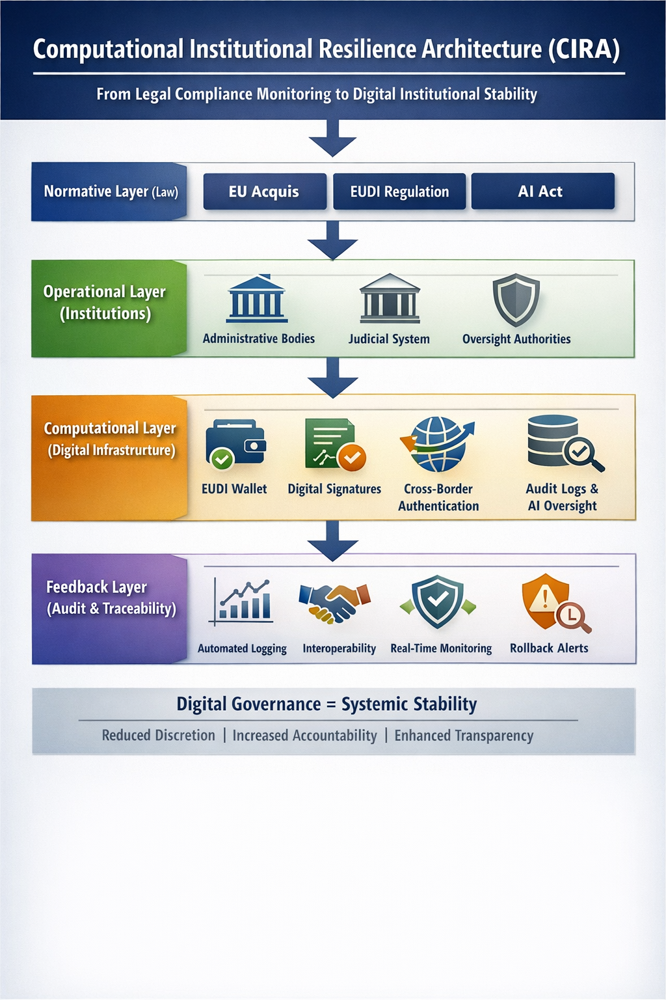 Computational Institutional Resilience Architecture (CIRA)
From Legal Compliance Monitoring to Digital Institutional Stability
Normative Layer (Law)
EU Acquis
EUDI Regulation
AI Act
Operational Layer
(Institutions)
Administrative Bodies
Judicial System
Oversight Authorities
Computational Layer
(Digital Infrastrurture)
EUDI Wallet
Digital Signatures
Cross-Border
Authentication
Audit Logs &
AI Oversight
Feedback Layer
(Audit & Traceability)
Automated Logging
Interoperability
Real-Time Monitoring
Rollback Alerts
Digital Governance = Systemic Stability
Reduced Discretion | Increased Accountability | Enhanced Transparency